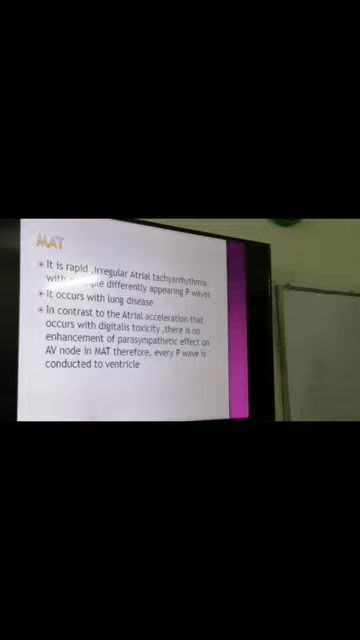 MAT
It is rapid ,irregular Atrial tachyarrhythmia
with differently appearing P waves
It occurs with lung disease
In contrast to the Atrial acceleration that
occurs with digitalis toxicity ,there is no
enhancement of parasympathetic effect on
AV node in MAT therefore, every P wave is
conducted to ventricle